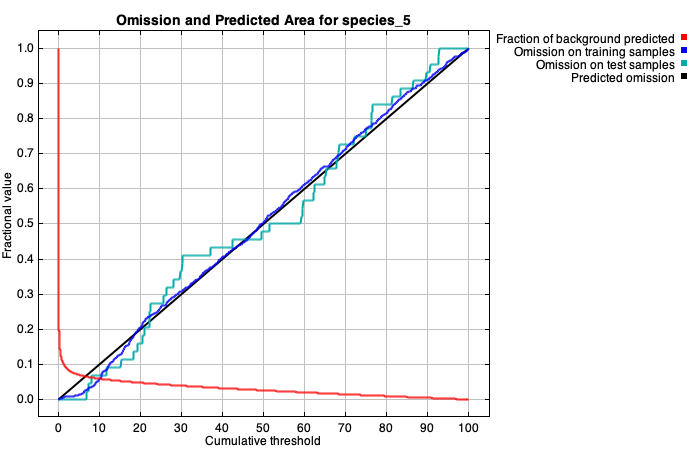 Omission and Predicted Area for species_5
Fraction of background predicted
Omission on training samples
Omission on test samples
Predicted omission
Fractional value
1.0
0.9
0.8
0.7
0.6
0.5
0.4
0.3
0.2
0.1
0.0
0 10 20 30 40 50 60 70 80 90 100
Cumulative threshold